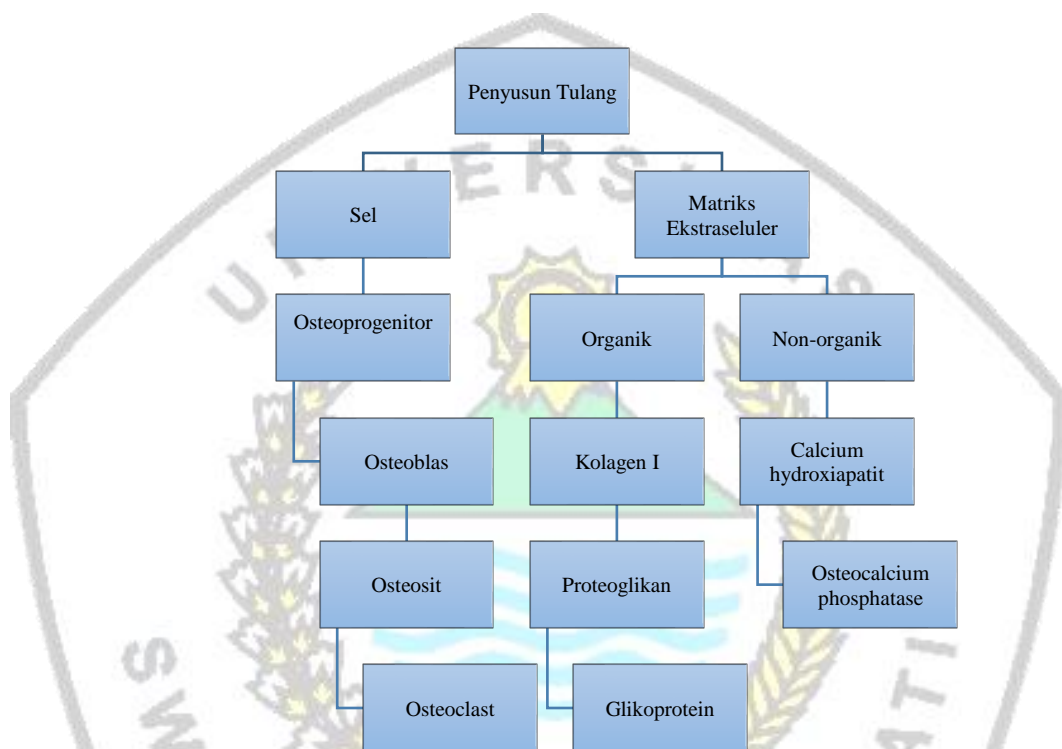 Penyusun Tulang
Sel
Matriks
Ekstraseluler
Osteoprogenitor
Organik
Non-organik
Osteoblas
Kolagen I
Calcium
hydroxiapatit
Osteosit
Proteoglikan
Osteocalcium
phosphatase
Osteoclast
Glikoprotein